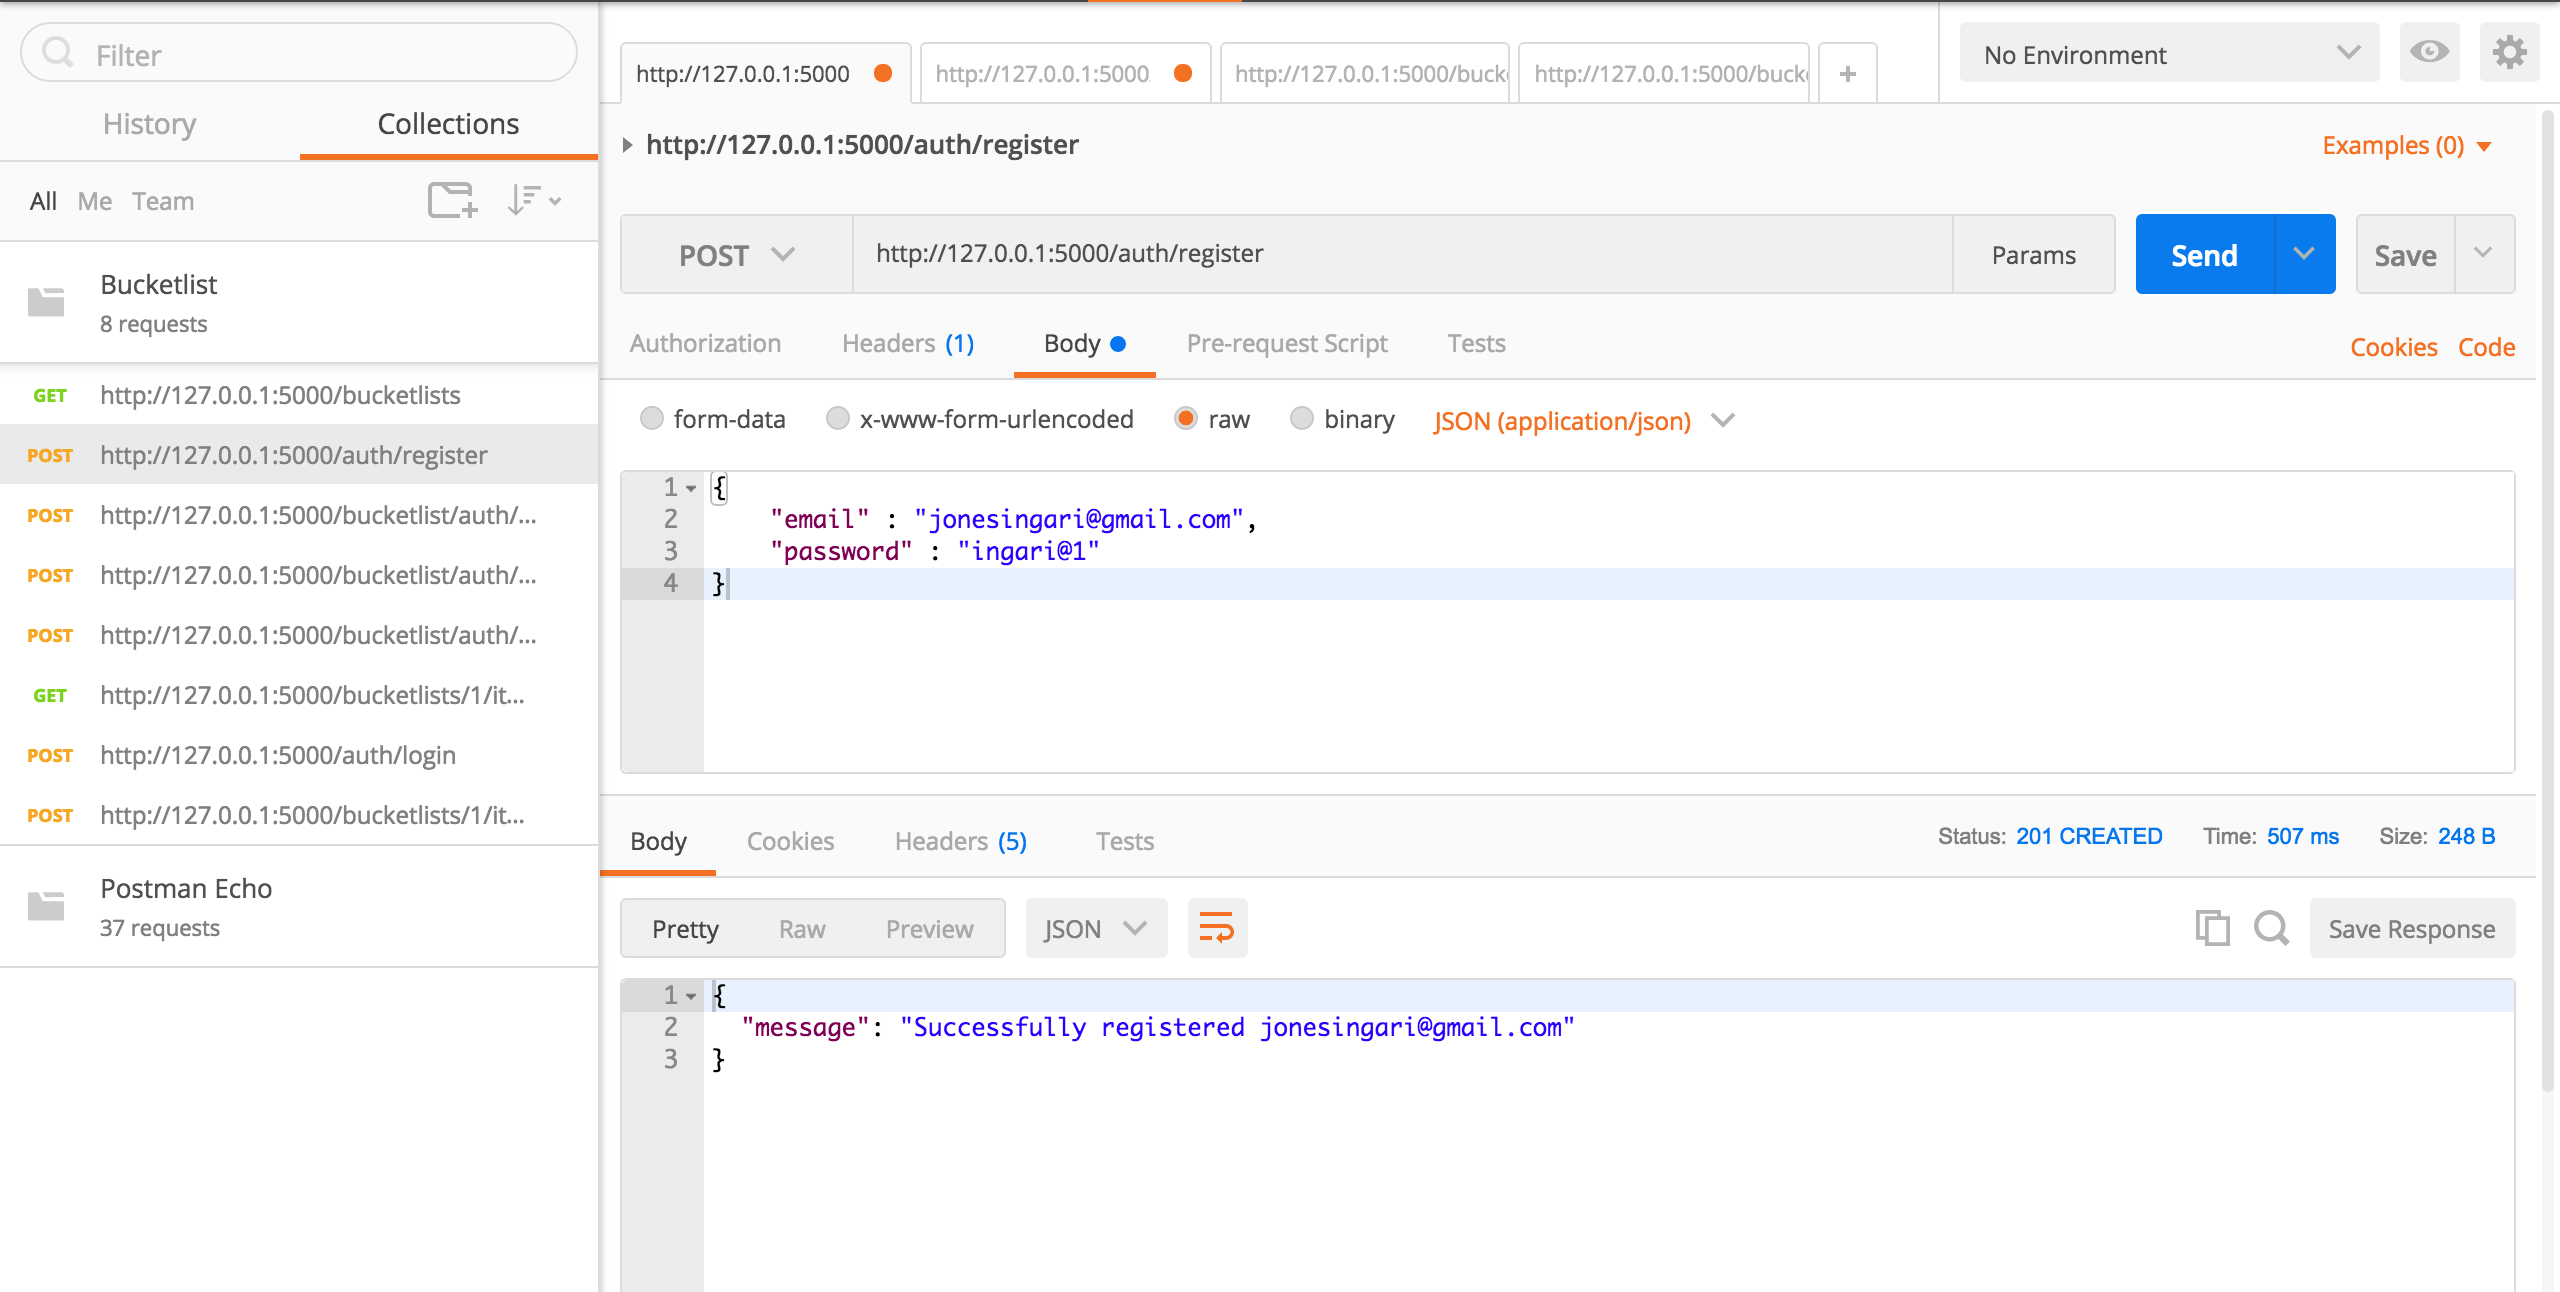 Filter
History Collections
All Me Team
Bucketlist
8 requests
GET http://127.0.0.1:5000/bucketlists
POST http://127.0.0.1:5000/auth/register
POST http://127.0.0.1:5000/bucketlist/auth/...
POST http://127.0.0.1:5000/bucketlist/auth/...
POST http://127.0.0.1:5000/bucketlist/auth/...
GET http://127.0.0.1:5000/bucketlists/1/it...
POST http://127.0.0.1:5000/auth/login
POST http://127.0.0.1:5000/bucketlists/1/it...
Postman Echo
37 requests
http://127.0.0.1:5000 http://127.0.0.1:5000 http://127.0.0.1:5000/buck http://127.0.0.1:5000/buck +
No Environment
http://127.0.0.1:5000/auth/register
Examples (0)
POST http://127.0.0.1:5000/auth/register Params Send Save
Authorization Headers (1) Body Pre-request Script Tests Cookies Code
form-data x-www-form-urlencoded raw binary JSON (application/json)
1 {
2 "email" : "jonesingari@gmail.com",
3 "password" : "ingari@1"
4 }
Body Cookies Headers (5) Tests Status: 201 CREATED Time: 507 ms Size: 248 B
Pretty Raw Preview JSON Save Response
1 {
2 "message": "Successfully registered jonesingari@gmail.com"
3 }